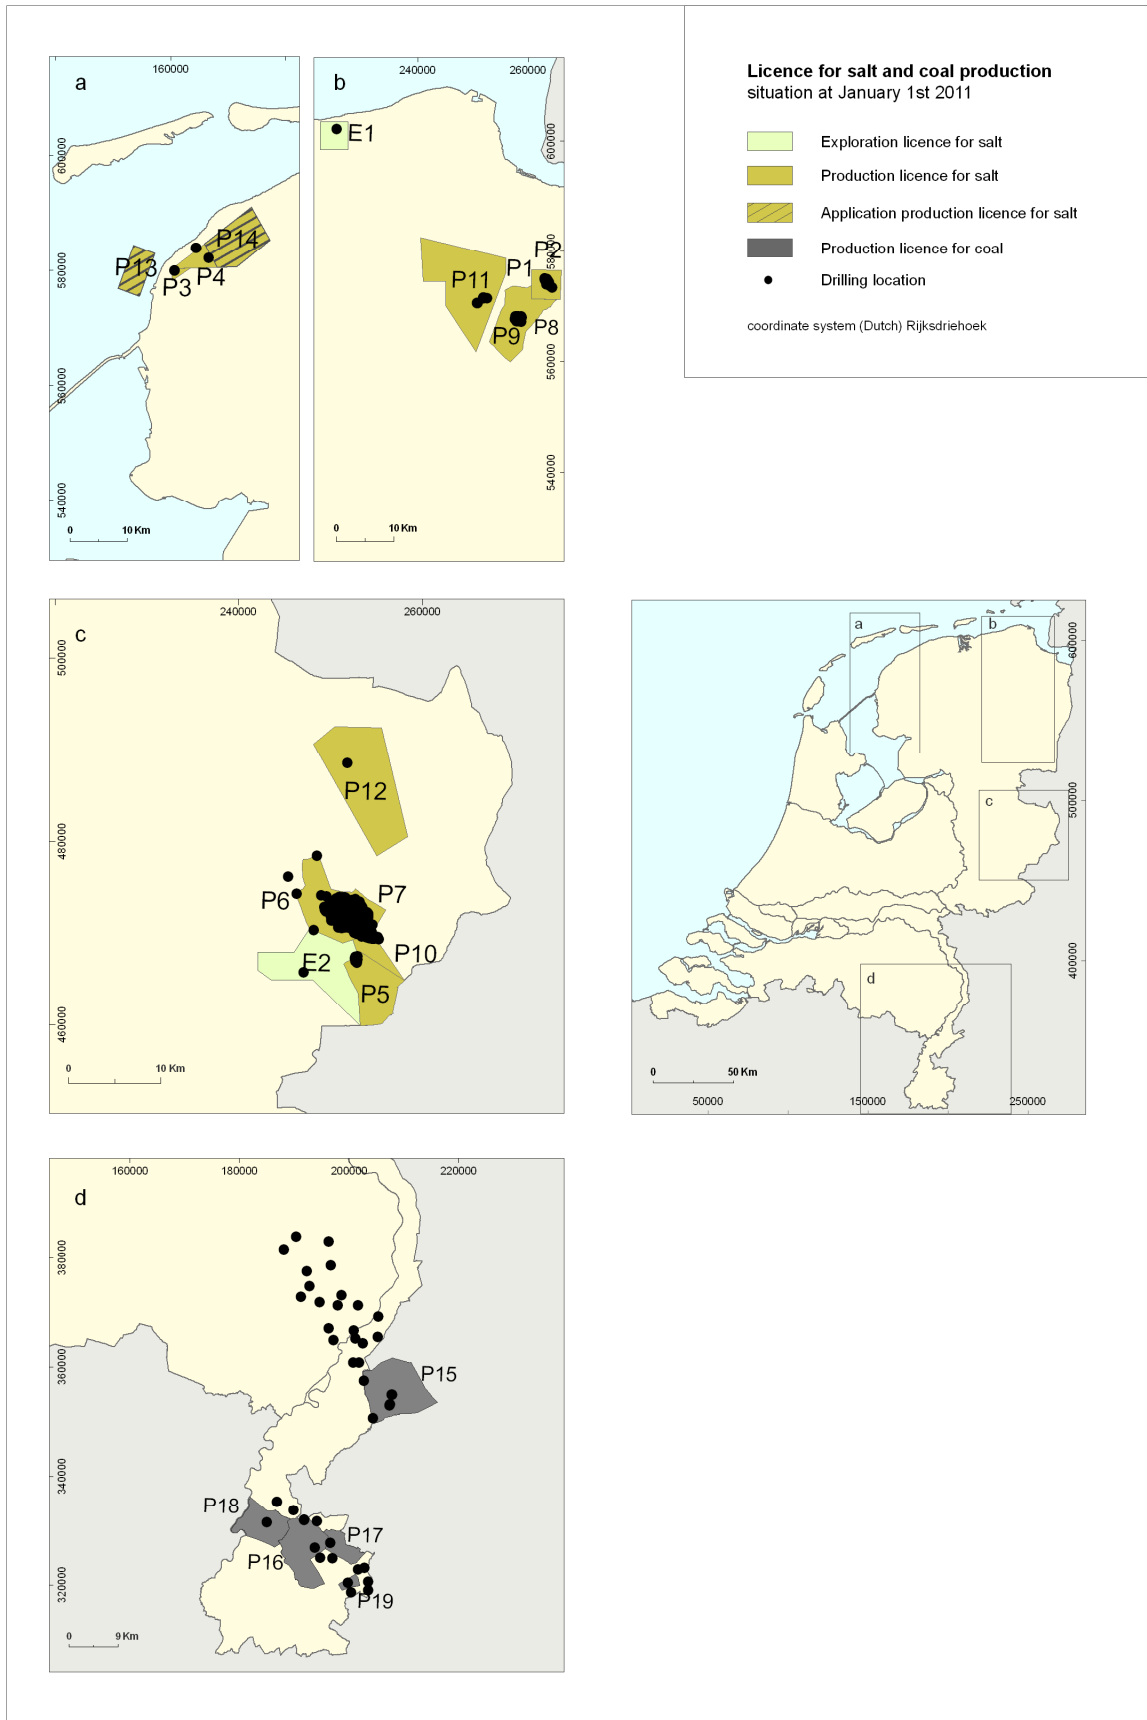 Licence for salt and coal production
situation at January 1st 2011
Exploration licence for salt
Production licence for salt
Application production licence for salt
Production licence for coal
Drilling location
coordinate system (Dutch) Rijksdriehoek
a
160000
600000
580000
560000
540000
P13
P14
P3
P4
0 10 Km
b
240000 260000
600000
580000
560000
540000
E1
P11
P1
P2
P9
P8
0 10 Km
c
240000 260000
500000
480000
460000
P12
P6
P7
P10
E2
P5
0 10 Km
a
b
c
d
600000
500000
400000
0 50 Km
50000 150000 250000
d
160000 180000 200000 220000
380000
360000
340000
320000
P15
P18
P17
P16
P19
0 9 Km